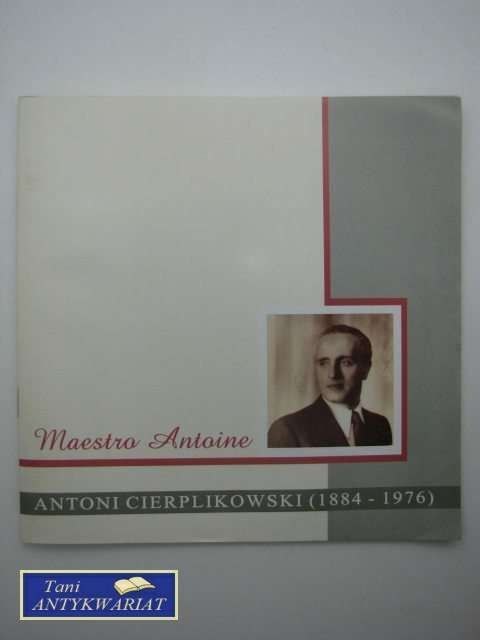 Maestro Antoine
ANTONI CIERPLIKOWSKI (1884 - 1976)
Tani
ANTYKWARIAT